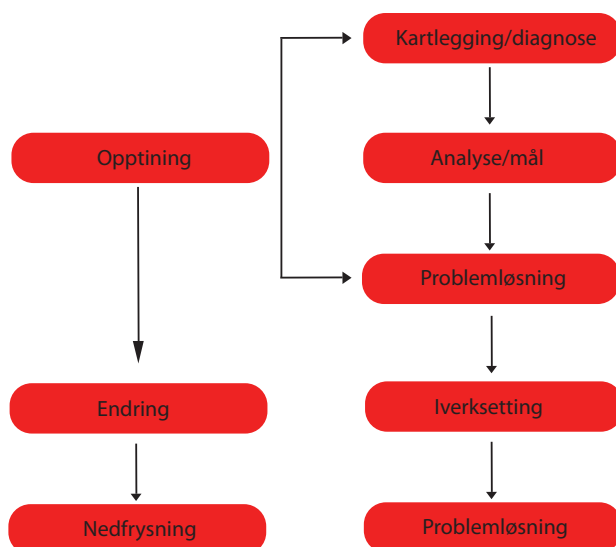 Kartlegging/diagnose
Opptining
Analyse/mål
Problemløsning
Endring
Iverksetting
Nedfrysning
Problemløsning